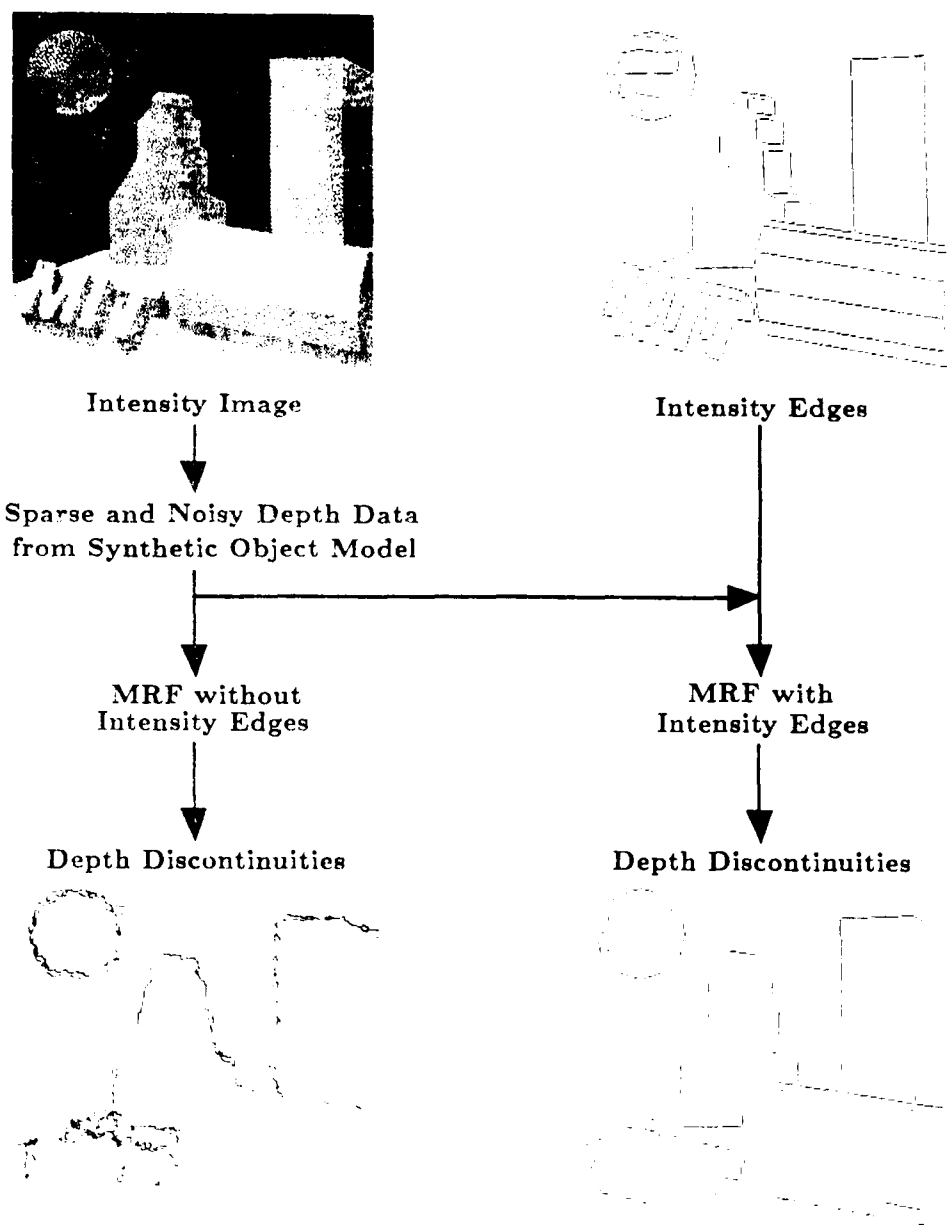 Intensity Image
Intensity Edges
Sparse and Noisy Depth Data
from Synthetic Object Model
MRF without
Intensity Edges
MRF with
Intensity Edges
Depth Discontinuities
Depth Discontinuities